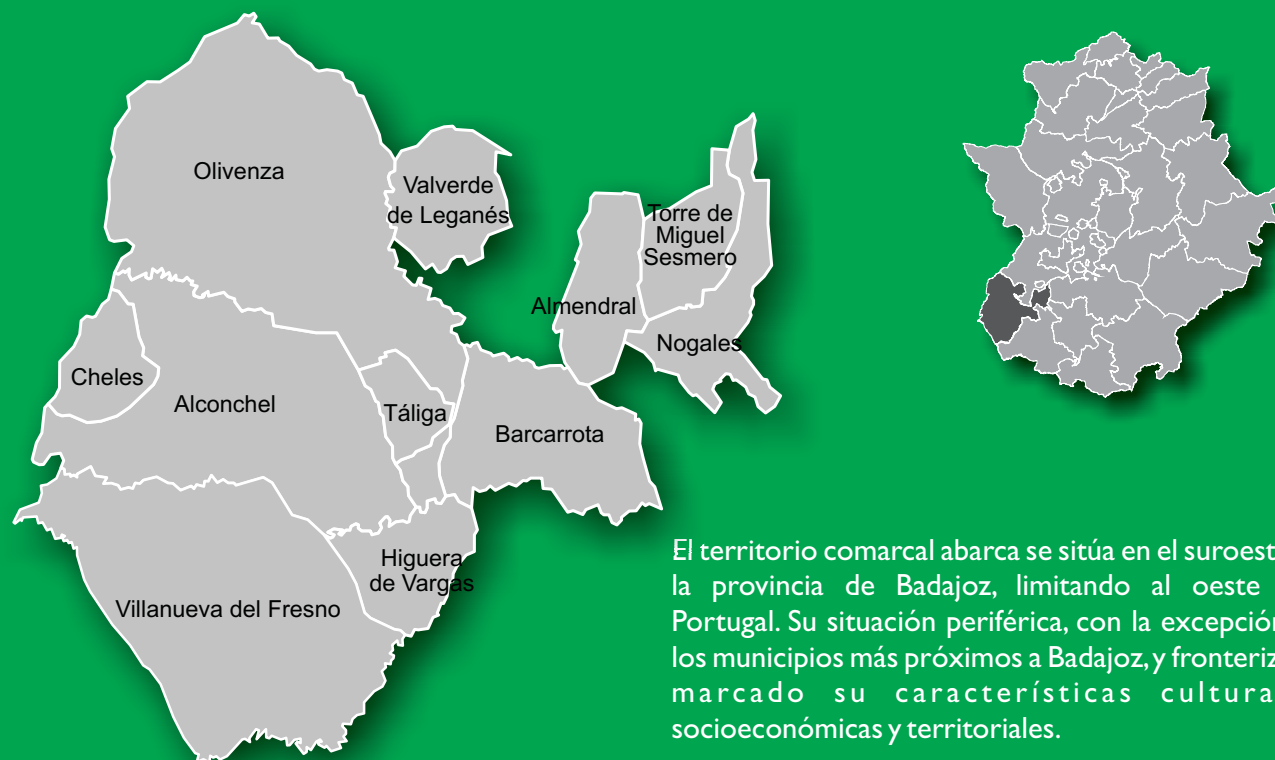 Olivenza
Valverde
de Leganés
Torre de
Miguel
Sesmero
Almendral
Nogales
Cheles
Alconchel
Táliga
Barcarrota
Higuera
de Vargas
Villanueva del Fresno
El territorio comarcal abarca se sitúa en el suroest
la provincia de Badajoz, limitando al oeste
Portugal. Su situación periférica, con la excepción
los municipios más próximos a Badajoz, y fronteriz
marcado su características cultura
socioeconómicas y territoriales.